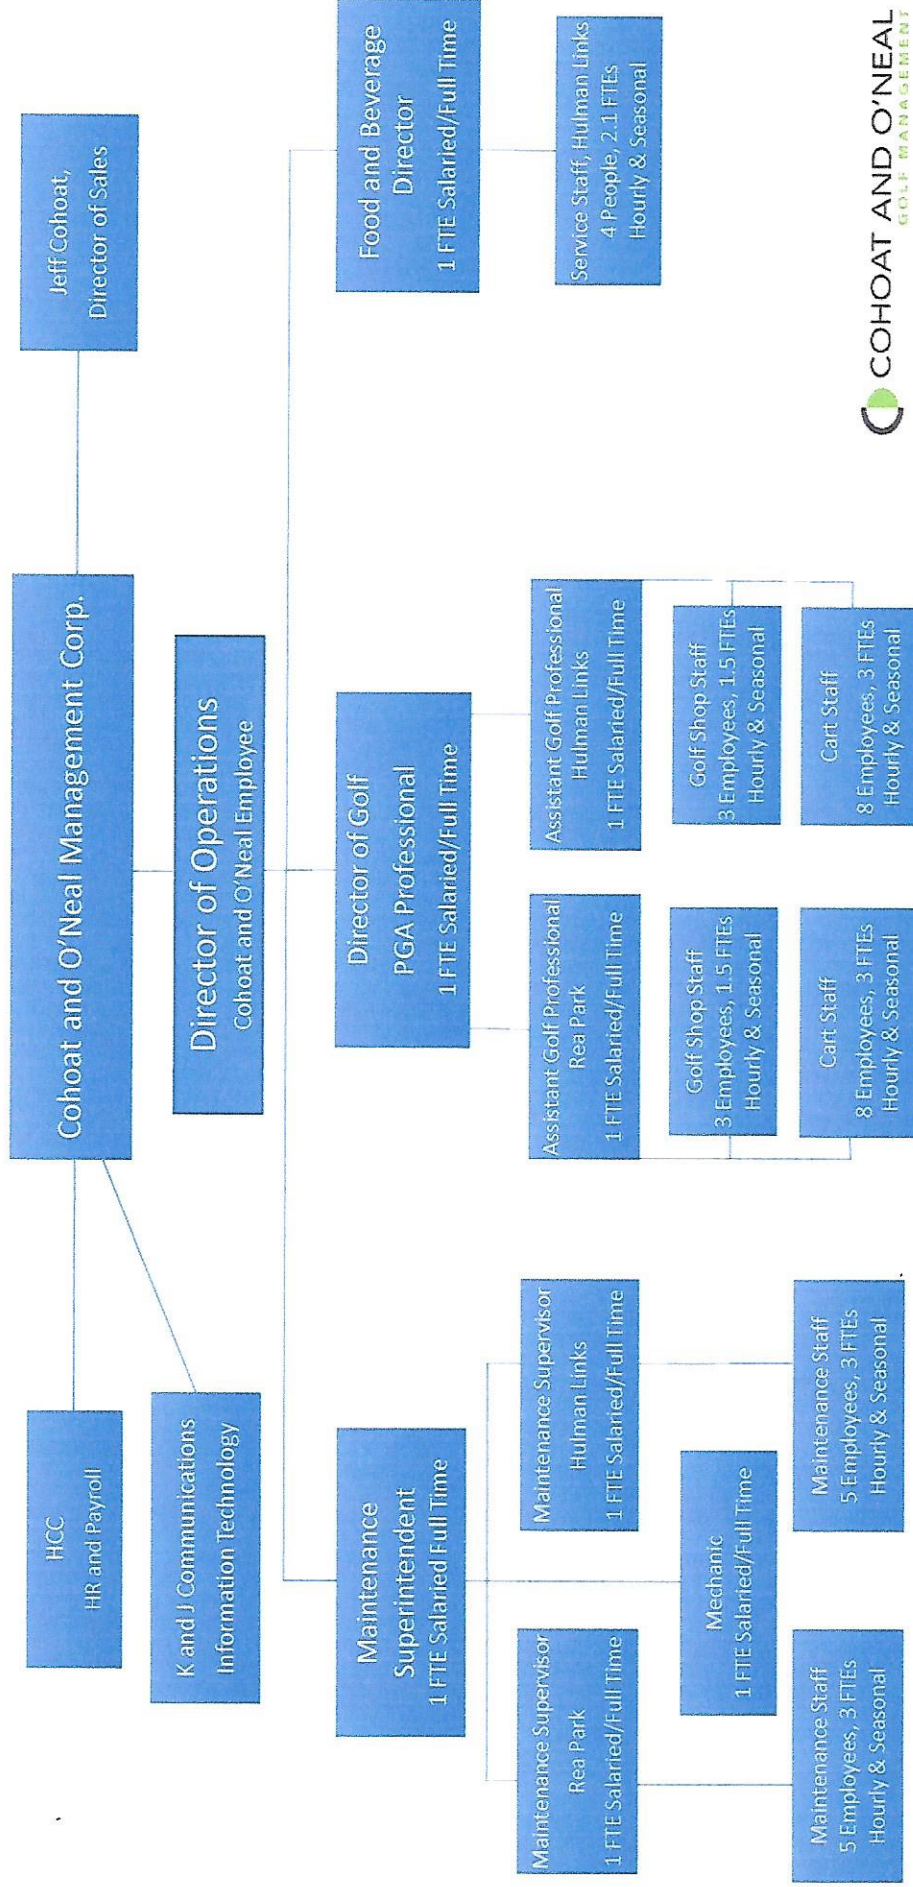 HCC
HR and Payroll
K and J Communications
Information Technology
Cohoat and O'Neal Management Corp.
Jeff Cohoat,
Director of Sales
Director of Operations
Cohoat and O'Neal Employee
Maintenance
Superintendent
1 FTE Salaried Full Time
Director of Golf
PGA Professional
1 FTE Salaried/Full Time
Food and Beverage
Director
1 FTE Salaried/Full Time
Maintenance Supervisor
Rea Park
1 FTE Salaried/Full Time
Maintenance Supervisor
Hulman Links
1 FTE Salaried/Full Time
Assistant Golf Professional
Rea Park
1 FTE Salaried/Full Time
Assistant Golf Professional
Hulman Links
1 FTE Salaried/Full Time
Service Staff, Hulman Links
4 People, 2.1 FTEs
Hourly & Seasonal
Mechanic
1 FTE Salaried/Full Time
Golf Shop Staff
3 Employees, 1.5 FTEs
Hourly & Seasonal
Golf Shop Staff
3 Employees, 1.5 FTEs
Hourly & Seasonal
Maintenance Staff
5 Employees, 3 FTEs
Hourly & Seasonal
Maintenance Staff
5 Employees, 3 FTEs
Hourly & Seasonal
Cart Staff
8 Employees, 3 FTEs
Hourly & Seasonal
Cart Staff
8 Employees, 3 FTEs
Hourly & Seasonal
COHOAT AND O'NEAL
GOLF MANAGEMENT